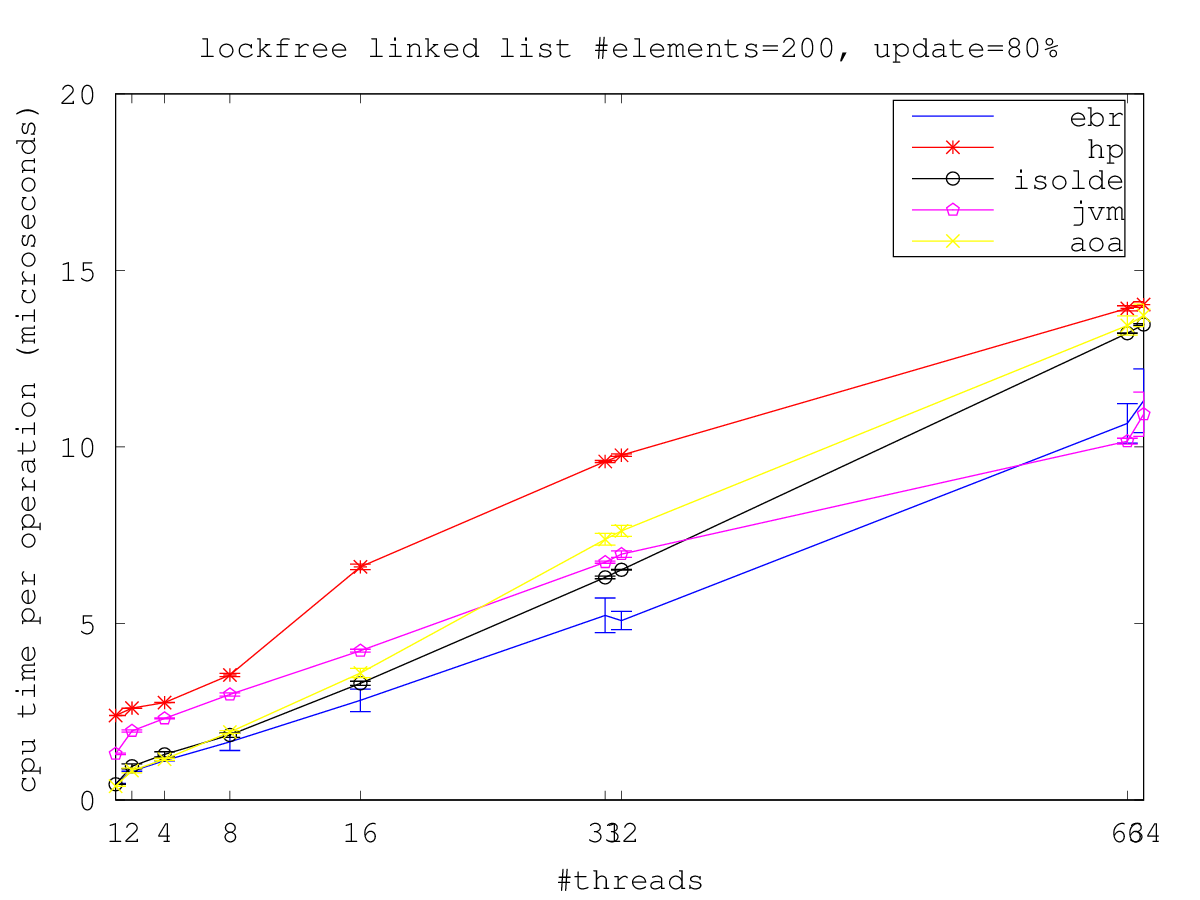 lockfree linked list #elements=200, update=80%
ebr
hp
isolde
jvm
aoa
20
15
10
5
0
cpu time per operation (microseconds)
1 2 4 8 16 31 32 63 64
#threads